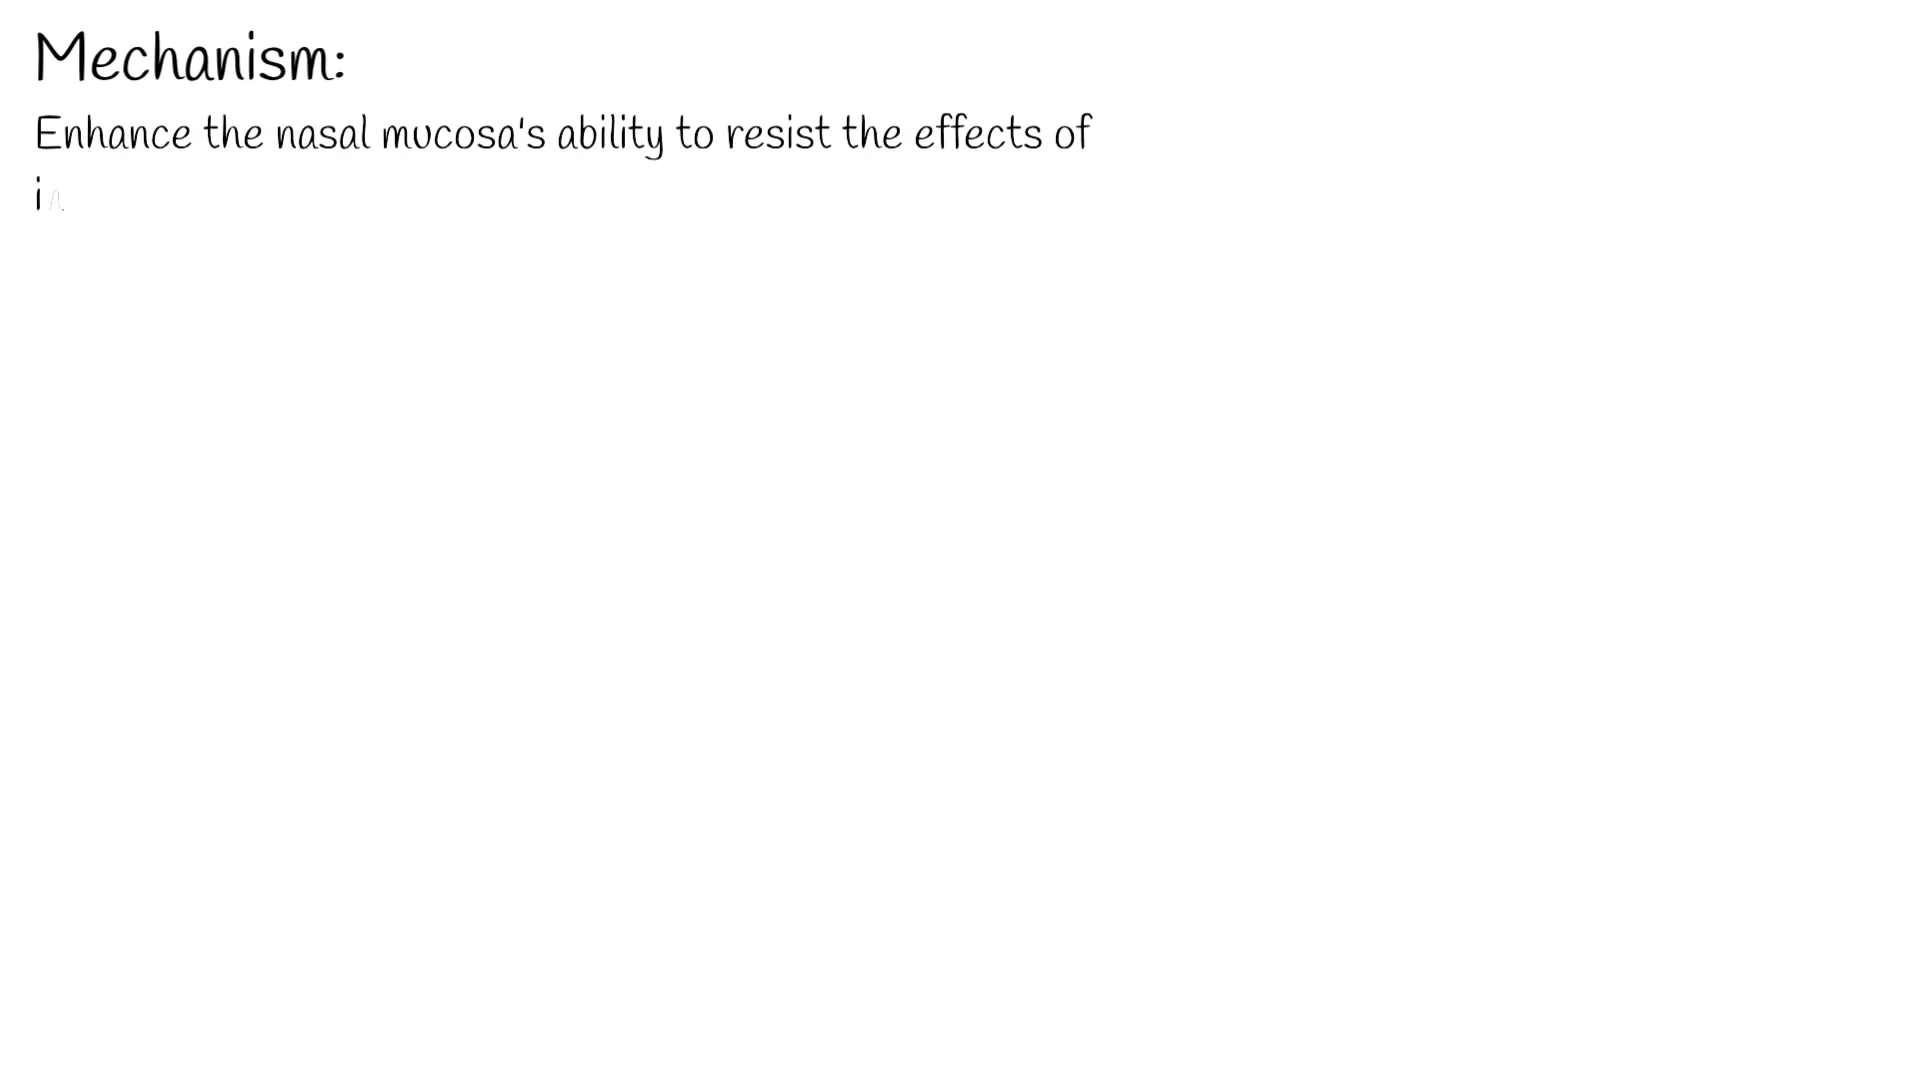 Mechanism:
Enhance the nasal mucosa's ability to resist the effects of